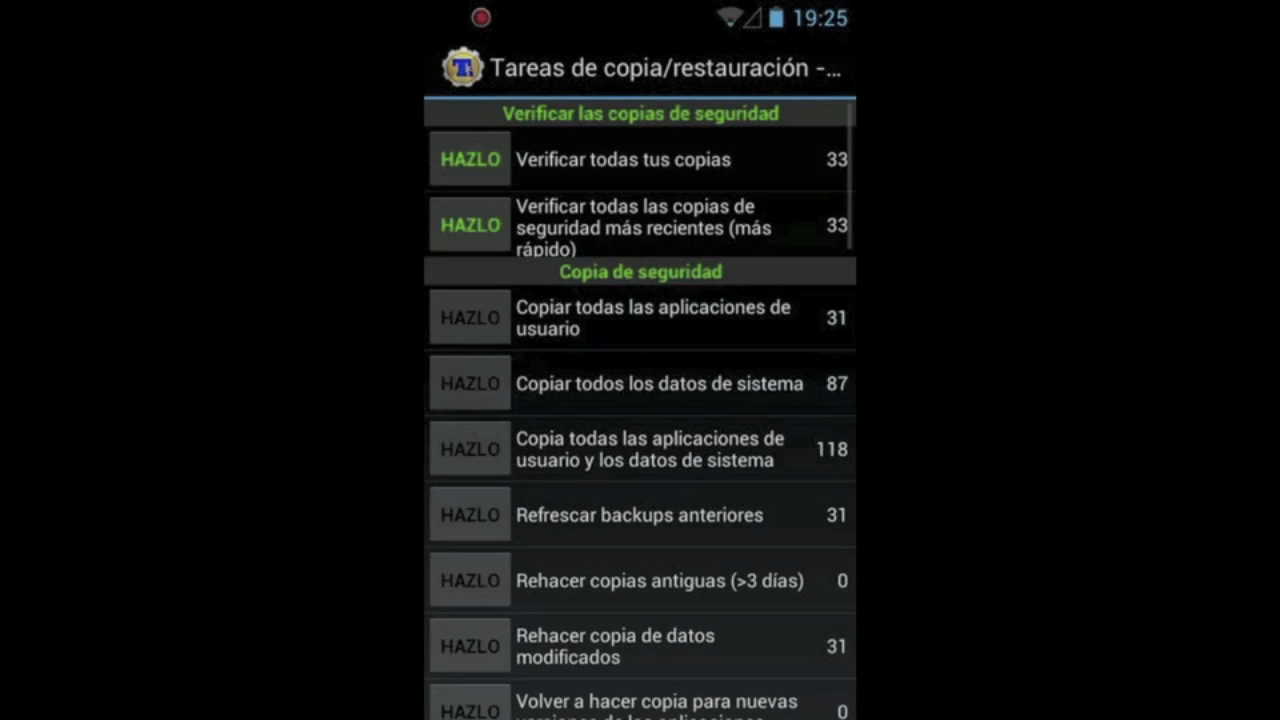 19:25
Tareas de copia/restauración -...
Verificar las copias de seguridad
HAZLO Verificar todas tus copias 33
Verificar todas las copias de
HAZLO seguridad más recientes (más 33
rápido)
Copia de seguridad
HAZLO Copiar todas las aplicaciones de 31
usuario
HAZLO Copiar todos los datos de sistema 87
HAZLO Copia todas las aplicaciones de 118
usuario y los datos de sistema
HAZLO Refrescar backups anteriores 31
HAZLO Rehacer copias antiguas (>3 días) 0
HAZLO Rehacer copia de datos 31
modificados
HAZLO Volver a hacer copia para nuevas 0
versiones de las aplicaciones